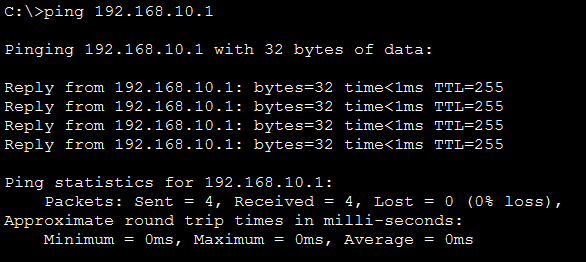 C:\>ping 192.168.10.1
Pinging 192.168.10.1 with 32 bytes of data:
Reply from 192.168.10.1: bytes=32 time<1ms TTL=255
Reply from 192.168.10.1: bytes=32 time<1ms TTL=255
Reply from 192.168.10.1: bytes=32 time<1ms TTL=255
Reply from 192.168.10.1: bytes=32 time<1ms TTL=255
Ping statistics for 192.168.10.1:
    Packets: Sent = 4, Received = 4, Lost = 0 (0% loss),
Approximate round trip times in milli-seconds:
    Minimum = 0ms, Maximum = 0ms, Average = 0ms